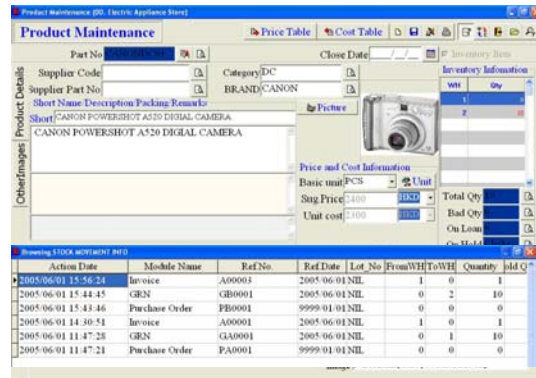 Product Maintenance [DD. Electric Appliance Store]
Product Maintenance
Price Table
Cost Table
Part No
Close Date
Inventory Item
Supplier Code
Category DC
Inventory Infomation
Supplier Part No
BRAND CANON
WH Qty
Short Name Description Packing Remarks
Picture
1
Short CANON POWERSHOT A520 DIGIAL CAMERA
2
CANON POWERSHOT A520 DIGIAL CAMERA
Product Details
OtherImages
Price and Cost Information
Basic unit PCS Unit
Sug.Price 2400 HKD
Total Qty
Unit cost 1300 HKD
Bad Qty
On Loan
Browsing STOCK MOVEMENT INFO
Action Date Module Name Ref.No. Ref.Date Lot_No FromWH ToWH Quantity old Q
2005/06/01 15:56:24 Invoice A00003 2005/06/01 NIL 1 0 1
2005/06/01 15:44:45 GRN GB0001 2005/06/01 NIL 0 2 10
2005/06/01 15:43:46 Purchase Order PB0001 9999/01/01 NIL 0 0 0
2005/06/01 14:30:51 Invoice A00001 2005/06/01 NIL 1 0 1
2005/06/01 11:47:28 GRN GA0001 2005/06/01 NIL 0 1 10
2005/06/01 11:47:21 Purchase Order PA0001 9999/01/01 NIL 0 0 0